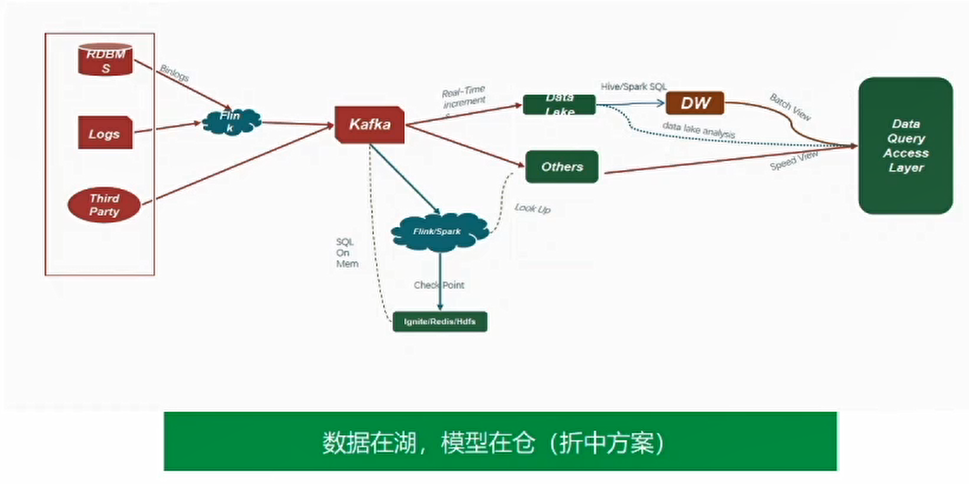 RDBM
S
Binlogs
Flin
k
Logs
Third
Party
Kafka
Real-Time
increment
Data
Lake
Hive/Spark SQL
DW
Batch View
data lake analysis
Others
Speed View
Data
Query
Access
Layer
Look Up
Flink/Spark
SQL
On
Mem
Check Point
Ignite/Redis/Hdfs
数据在湖，模型在仓（折中方案）